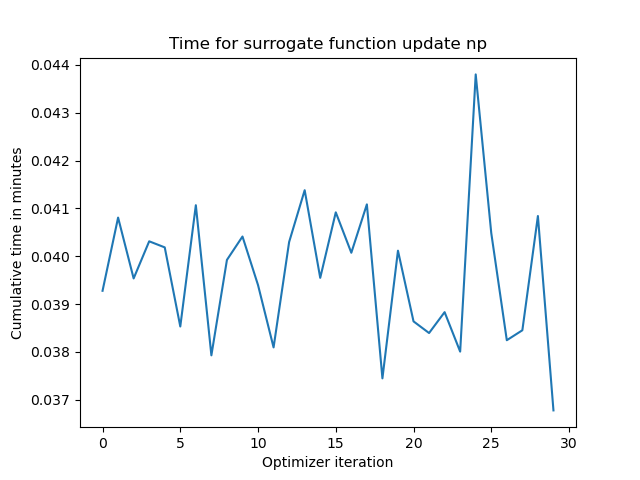 Time for surrogate function update np
Cumulative time in minutes
0.044
0.043
0.042
0.041
0.040
0.039
0.038
0.037
0 5 10 15 20 25 30
Optimizer iteration